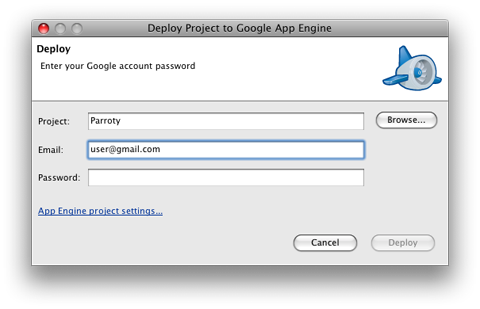 Deploy Project to Google App Engine
Deploy
Enter your Google account password
Project: Parroty Browse...
Email: user@gmail.com
Password:
App Engine project settings...
Cancel Deploy